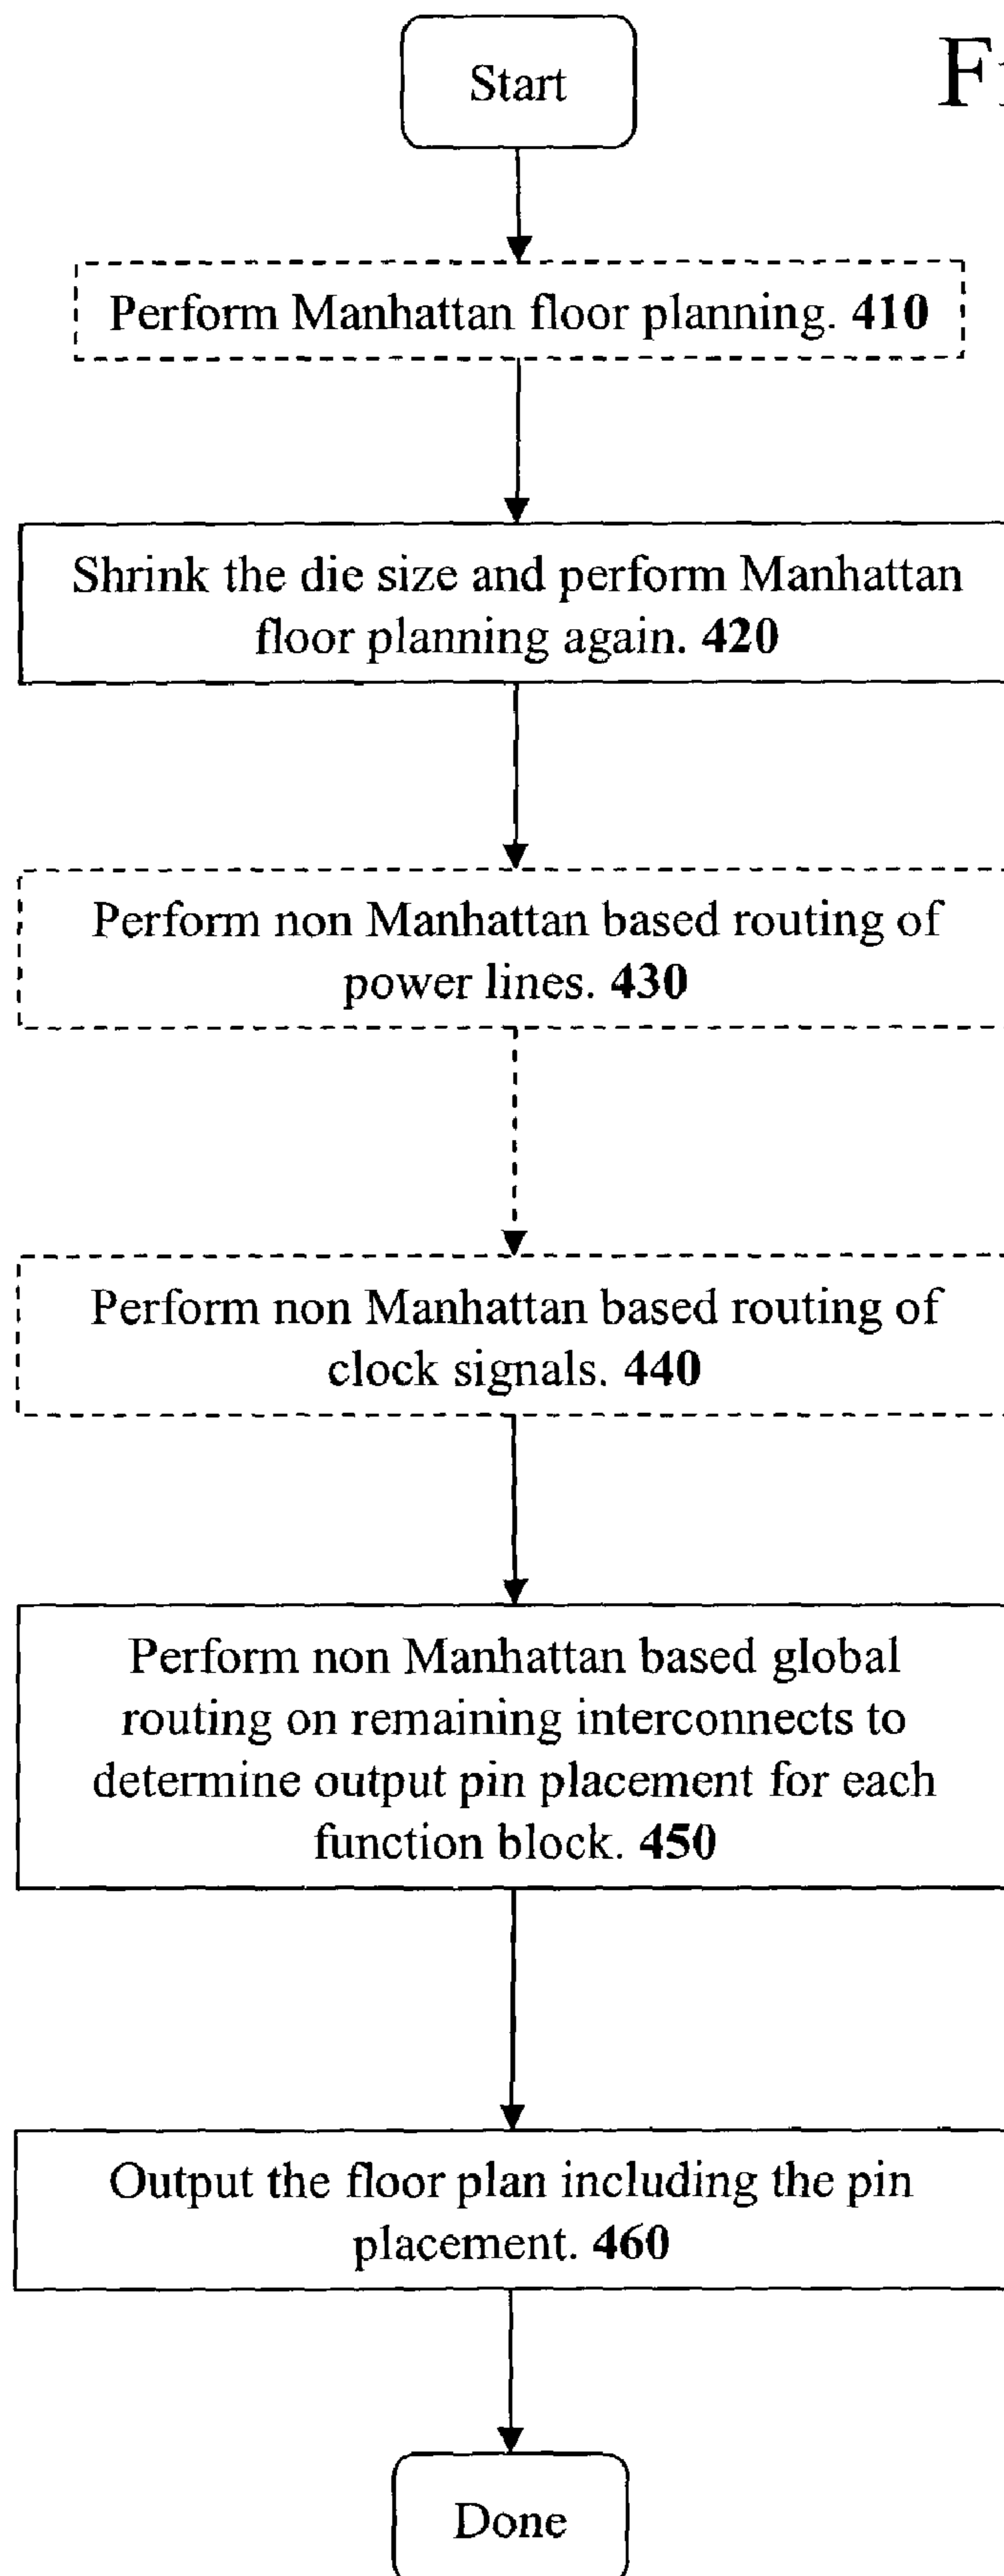 Start
Perform Manhattan floor planning. 410
Shrink the die size and perform Manhattan
floor planning again. 420
Perform non Manhattan based routing of
power lines. 430
Perform non Manhattan based routing of
clock signals. 440
Perform non Manhattan based global
routing on remaining interconnects to
determine output pin placement for each
function block. 450
Output the floor plan including the pin
placement. 460
Done